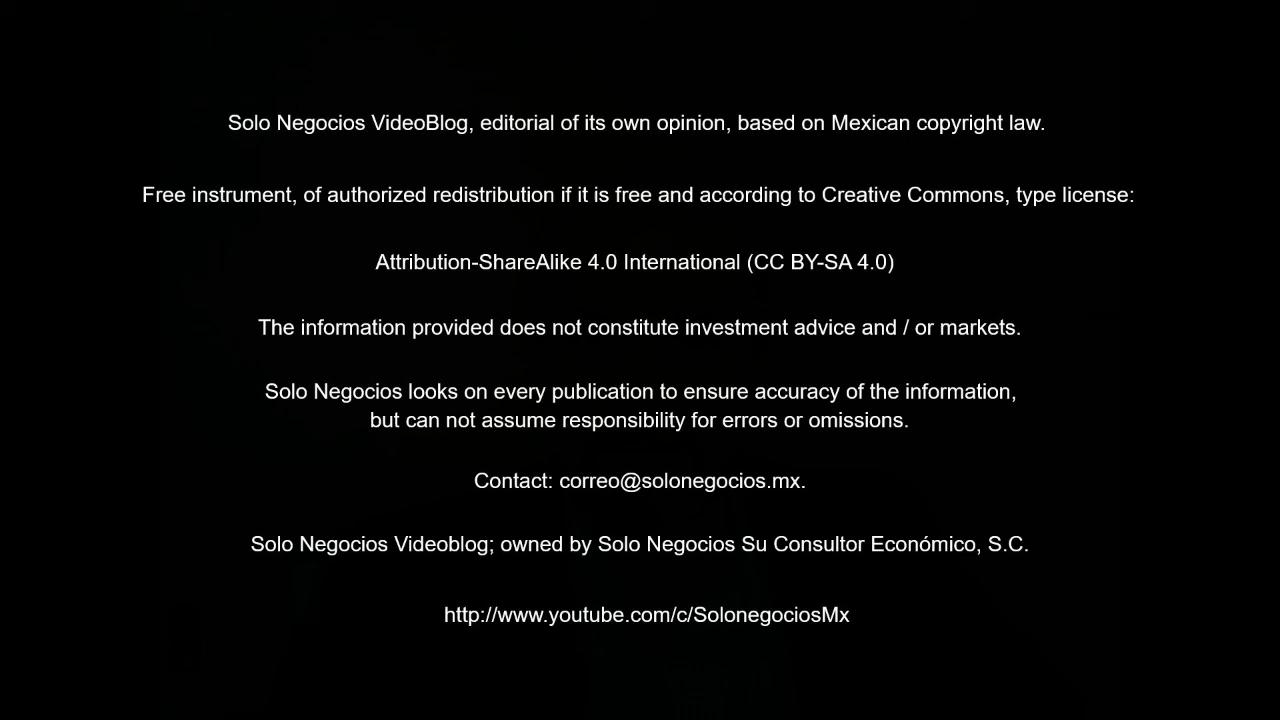 Solo Negocios VideoBlog, editorial of its own opinion, based on Mexican copyright law.
Free instrument, of authorized redistribution if it is free and according to Creative Commons, type license:
Attribution-ShareAlike 4.0 International (CC BY-SA 4.0)
The information provided does not constitute investment advice and / or markets.
Solo Negocios looks on every publication to ensure accuracy of the information,
but can not assume responsibility for errors or omissions.
Contact: correo@solonegocios.mx.
Solo Negocios Videoblog; owned by Solo Negocios Su Consultor Económico, S.C.
http://www.youtube.com/c/SolonegociosMx